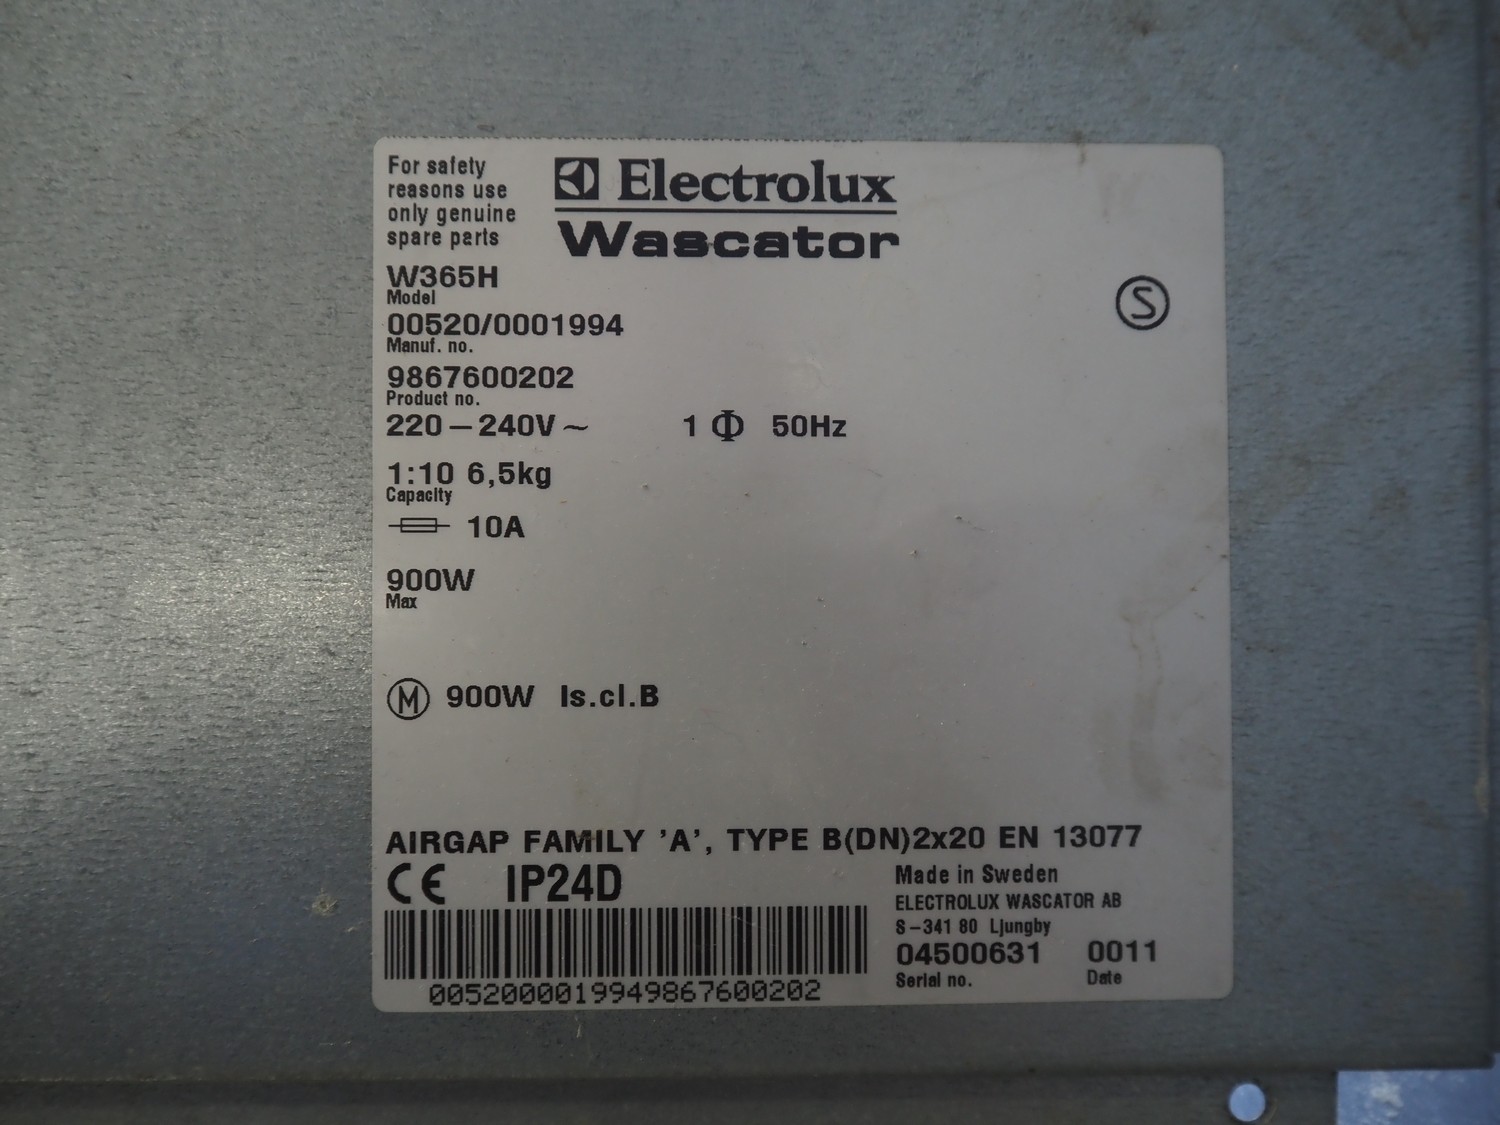 For safety
reasons use
only genuine
spare parts
Electrolux
Wascator
W365H
Model
S
00520/0001994
Manuf. no.
9867600202
Product no.
220-240V~ 1 Φ 50Hz
1:10 6,5kg
Capacity
10A
900W
Max
M 900W Is.cl.B
AIRGAP FAMILY 'A', TYPE B(DN)2x20 EN 13077
CE IP24D
Made in Sweden
ELECTROLUX WASCATOR AB
S-341 80 Ljungby
04500631 0011
Serial no. Date
0052000019949867600202